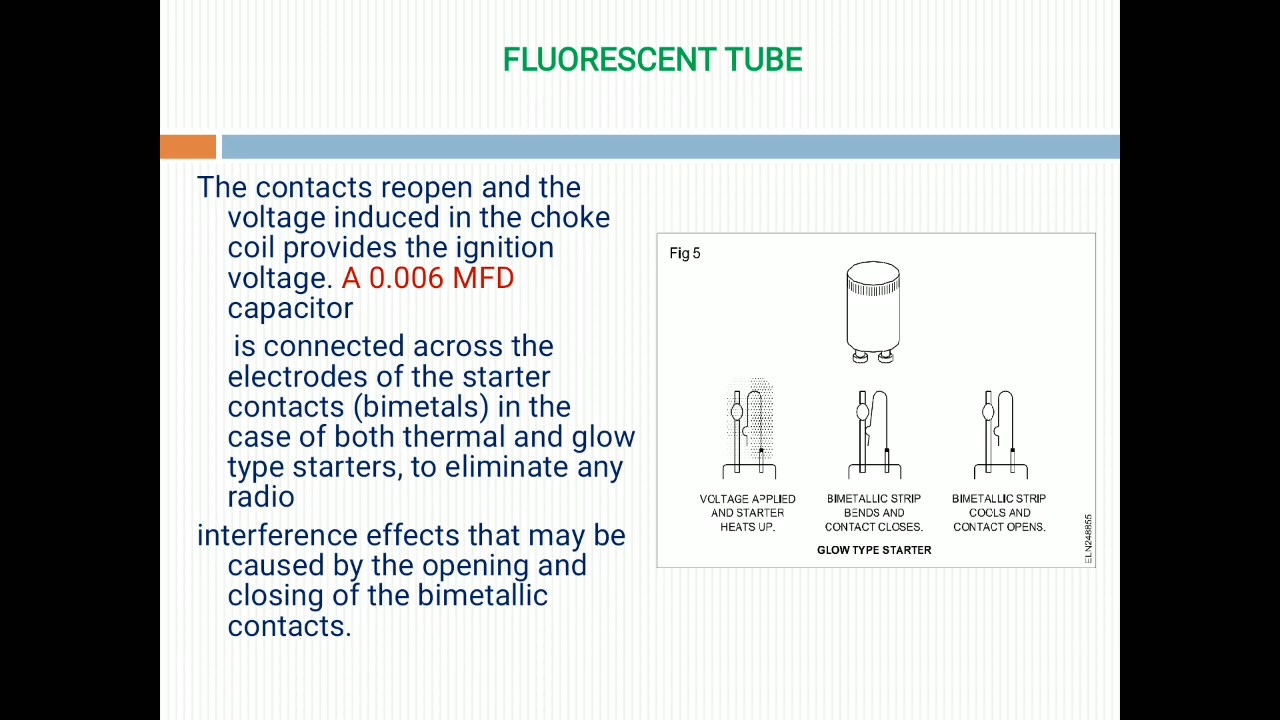 FLUORESCENT TUBE
The contacts reopen and the
voltage induced in the choke
coil provides the ignition
voltage. A 0.006 MFD
capacitor
is connected across the
electrodes of the starter
contacts (bimetals) in the
case of both thermal and glow
type starters, to eliminate any
radio
interference effects that may be
caused by the opening and
closing of the bimetallic
contacts.
Fig 5
VOLTAGE APPLIED
AND STARTER
HEATS UP.
BIMETALLIC STRIP
BENDS AND
CONTACT CLOSES.
BIMETALLIC STRIP
COOLS AND
CONTACT OPENS.
GLOW TYPE STARTER
ELN248855